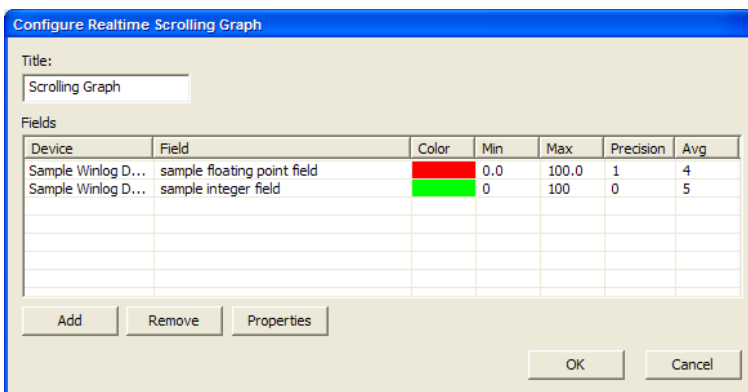 Configure Realtime Scrolling Graph
Title:
Scrolling Graph
Fields
Device Field Color Min Max Precision Avg
Sample Winlog D... sample floating point field 0.0 100.0 1 4
Sample Winlog D... sample integer field 0 100 0 5
Add Remove Properties
OK Cancel